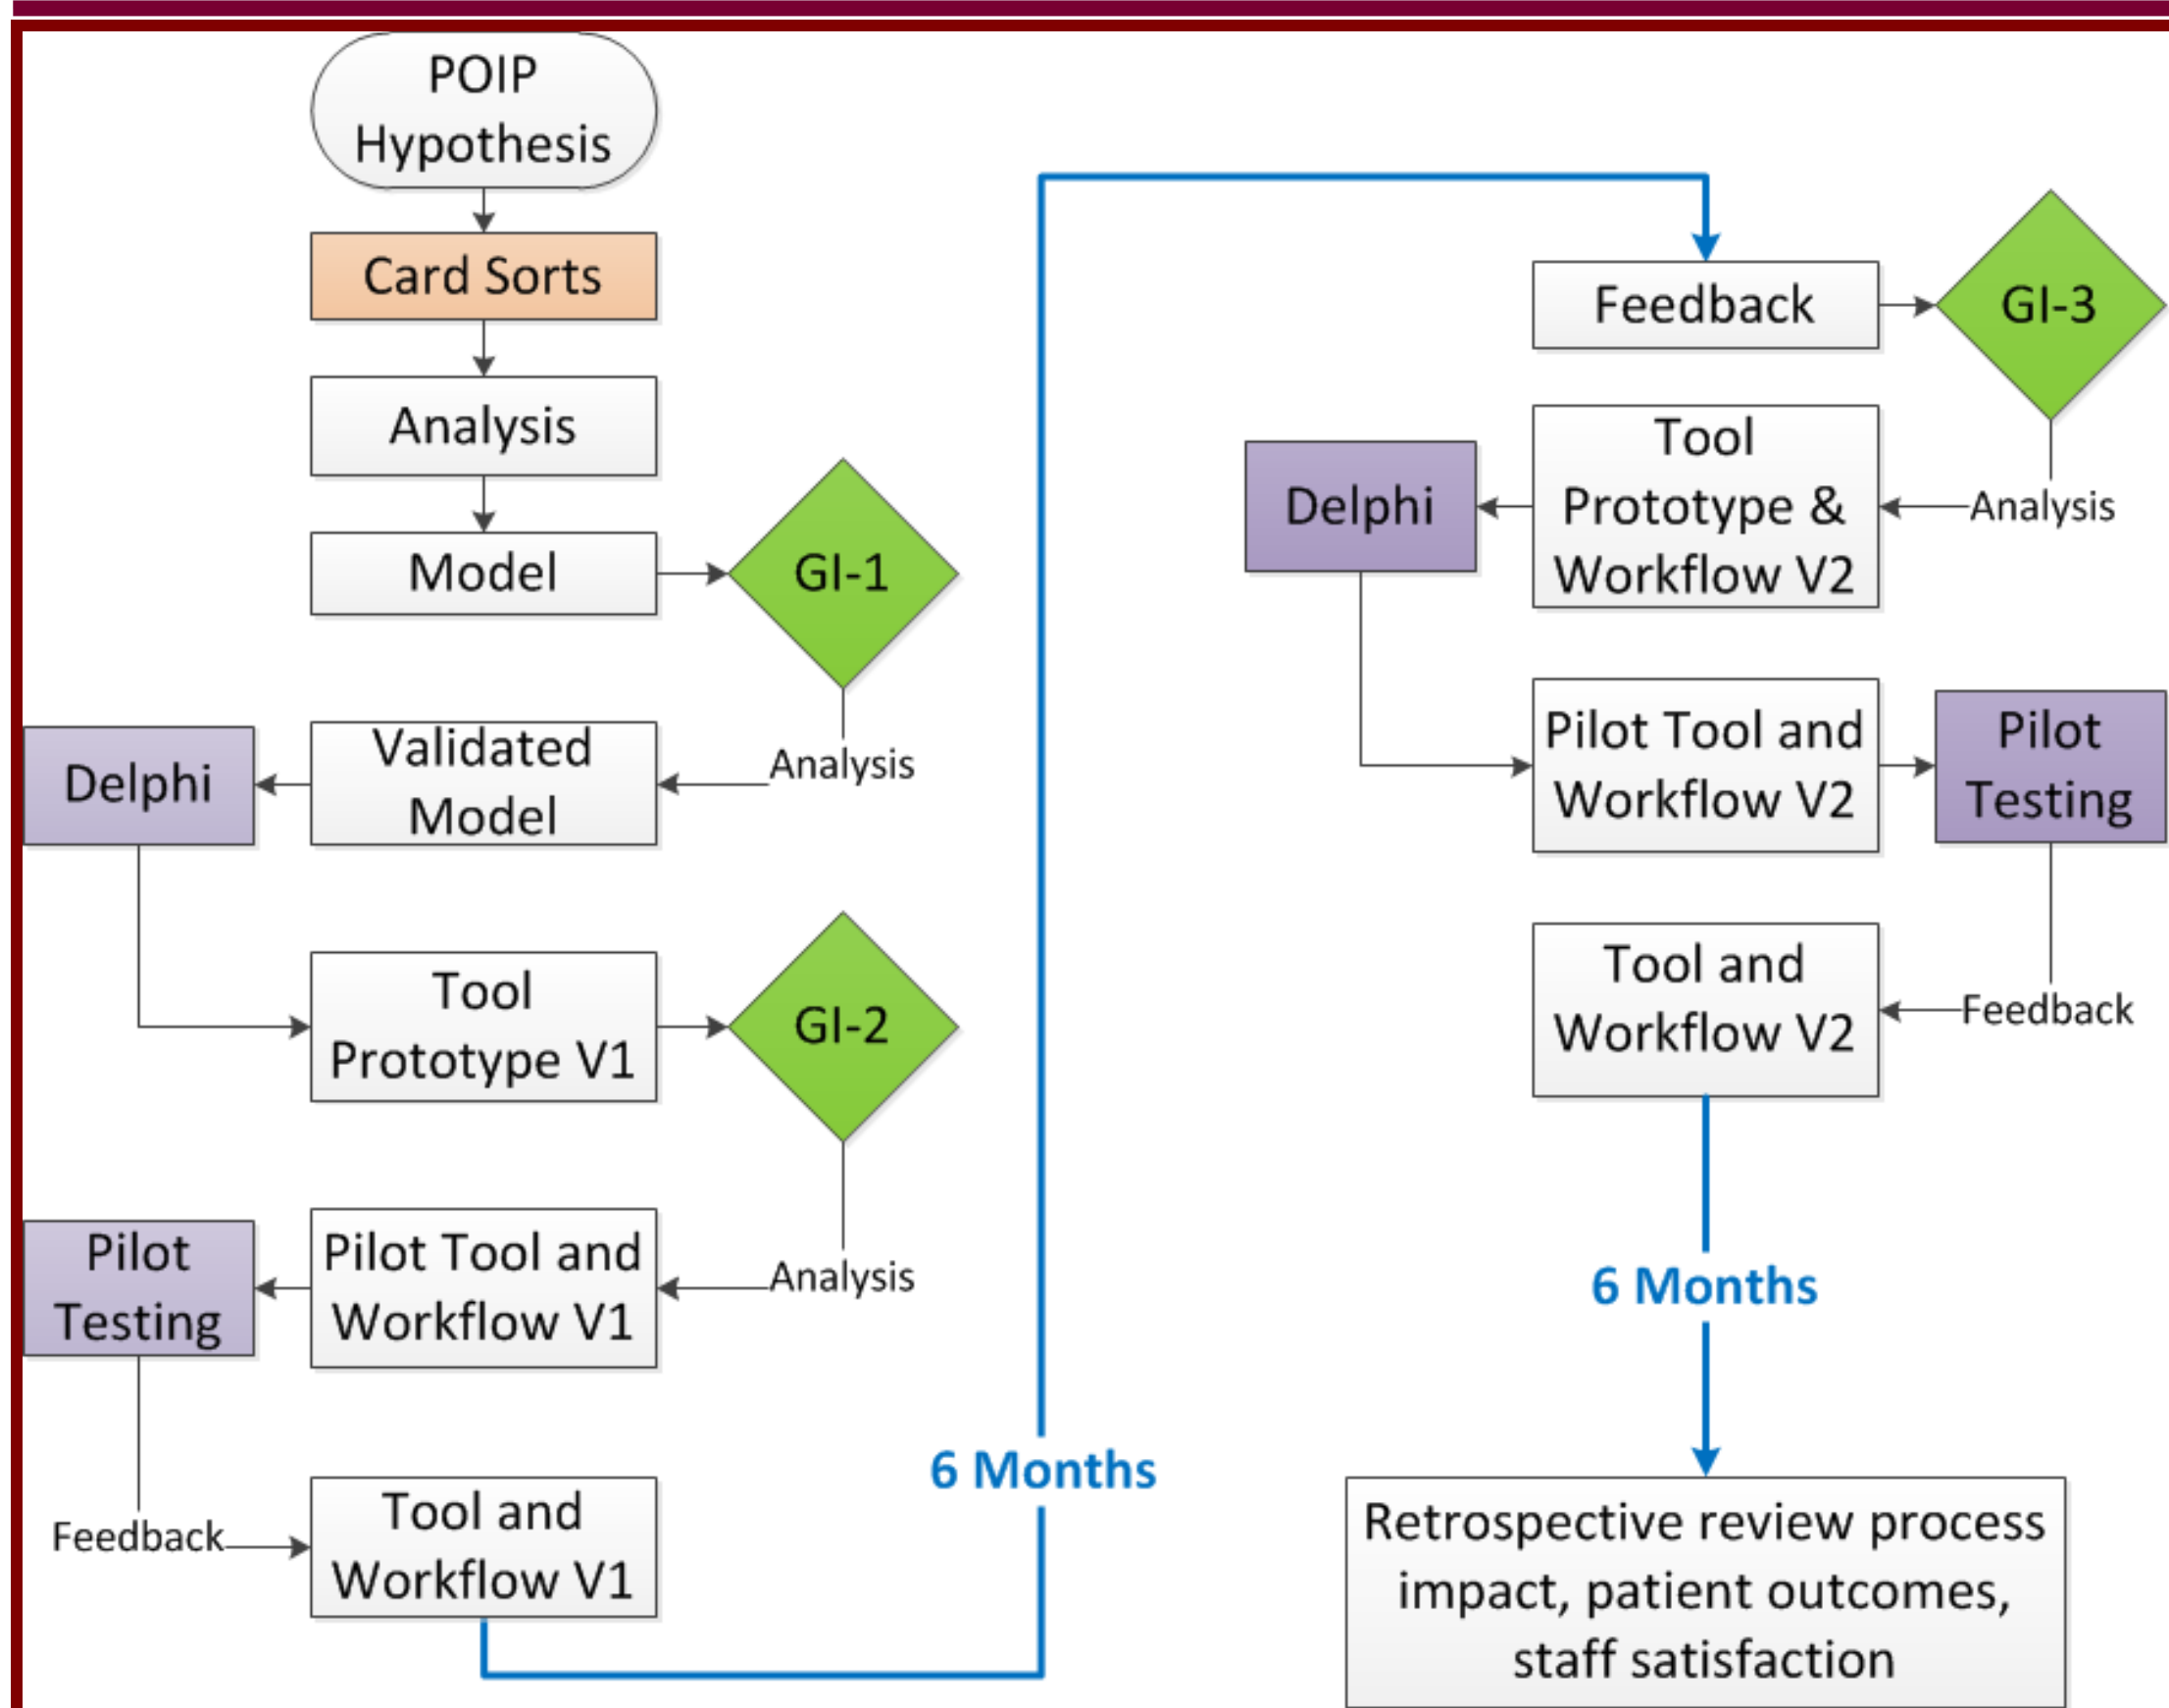 POIP
Hypothesis
Card Sorts
Analysis
Model
GI-1
Analysis
Validated
Model
Delphi
Tool
Prototype V1
GI-2
Analysis
Pilot Tool and
Workflow V1
Pilot
Testing
Feedback
Tool and
Workflow V1
6 Months
Feedback
GI-3
Analysis
Tool
Prototype &
Workflow V2
Delphi
Pilot Tool and
Workflow V2
Pilot
Testing
Feedback
Tool and
Workflow V2
6 Months
Retrospective review process
impact, patient outcomes,
staff satisfaction